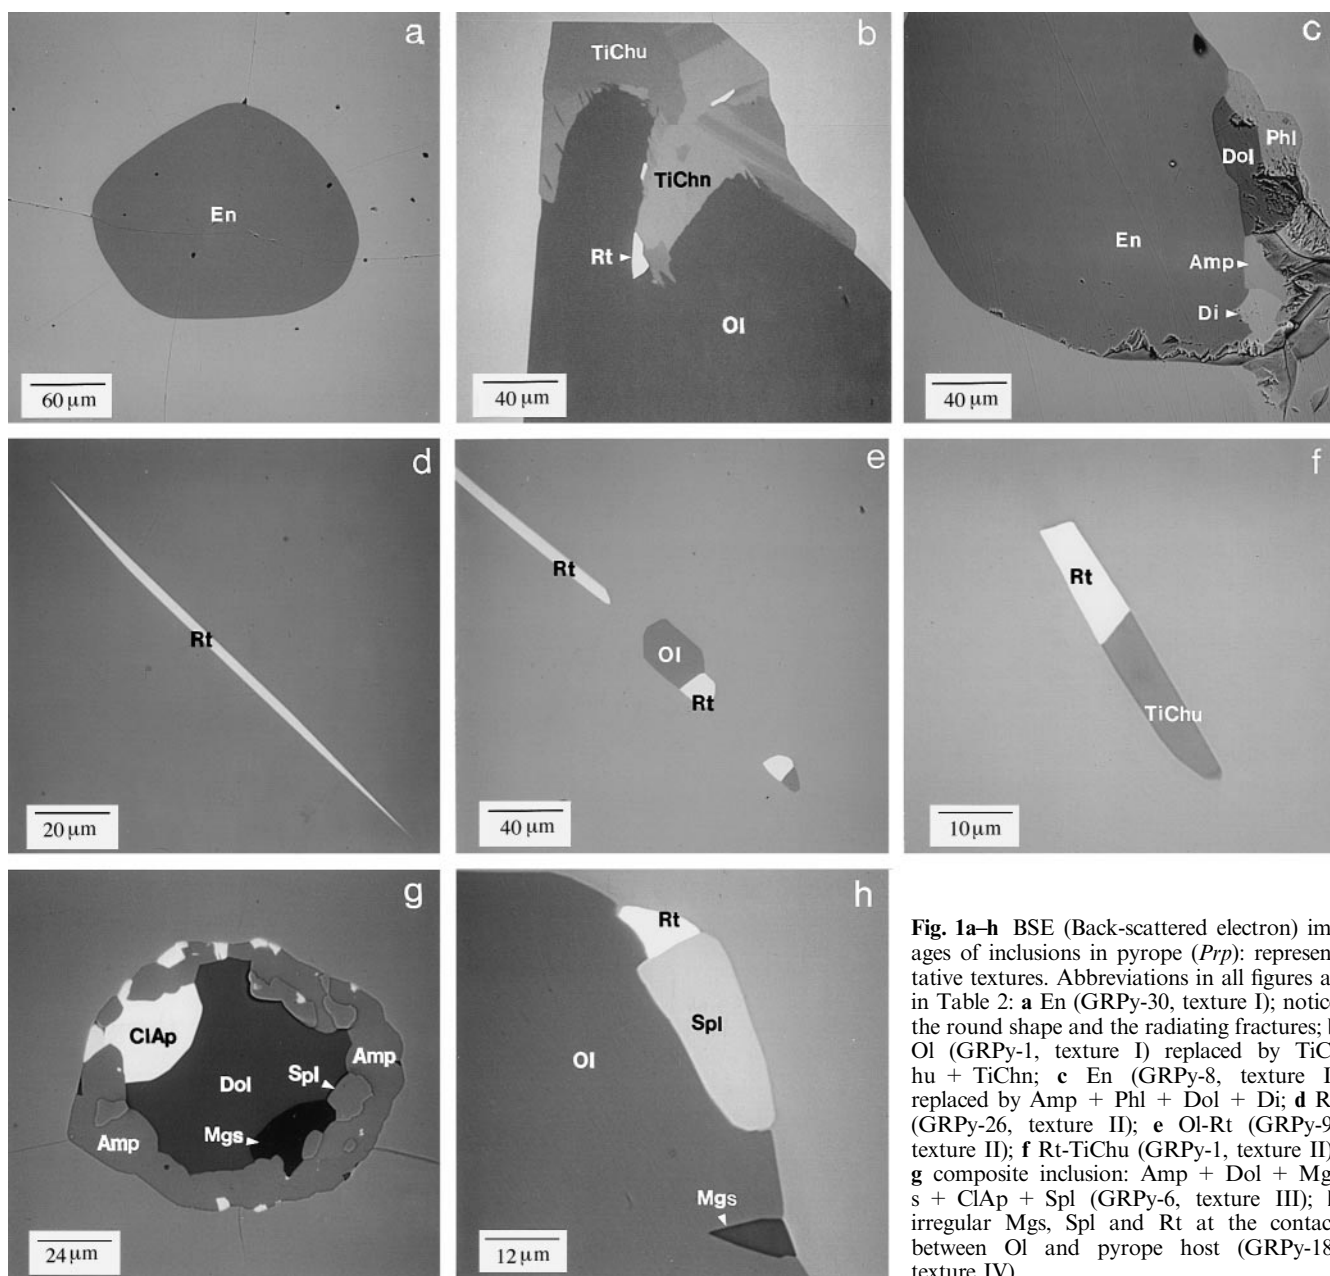 a
En
60 μm
b
TiChu
TiChn
Rt
Ol
40 μm
c
Phl
Dol
En
Amp
Di
40 μm
d
Rt
20 μm
e
Rt
Ol
Rt
40 μm
f
Rt
TiChu
10 μm
g
ClAp
Dol
Spl
Amp
Mgs
Amp
24 μm
h
Rt
Spl
Ol
Mgs
12 μm
Fig. 1a–h BSE (Back-scattered electron) im-
ages of inclusions in pyrope (Prp): represen
tative textures. Abbreviations in all figures a
in Table 2: a En (GRPy-30, texture I); notice
the round shape and the radiating fractures;
Ol (GRPy-1, texture I) replaced by TiC
hu + TiChn; c En (GRPy-8, texture I
replaced by Amp + Phl + Dol + Di; d R
(GRPy-26, texture II); e Ol-Rt (GRPy-9
texture II); f Rt-TiChu (GRPy-1, texture II)
g composite inclusion: Amp + Dol + Mg
s + ClAp + Spl (GRPy-6, texture III);
irregular Mgs, Spl and Rt at the contac
between Ol and pyrope host (GRPy-18
texture IV)